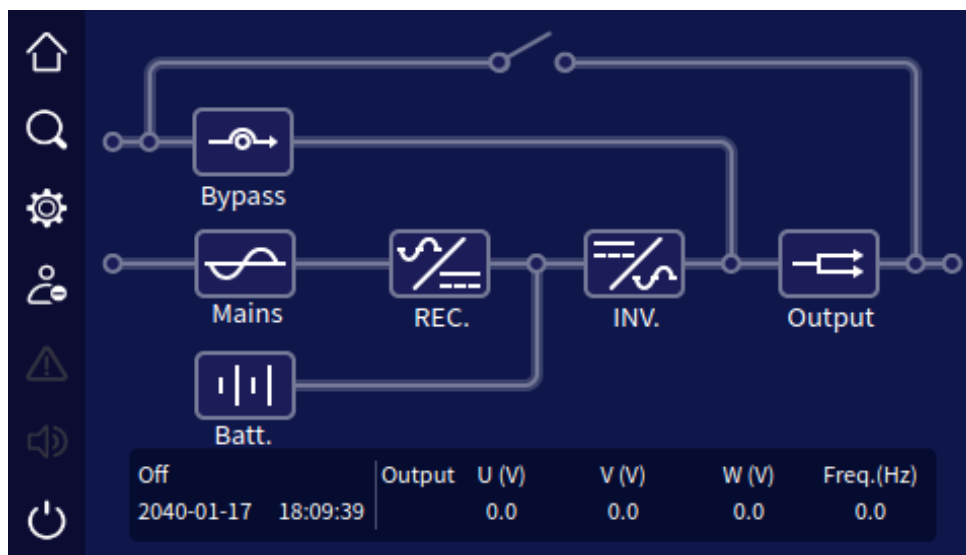 Bypass
Mains
REC.
INV.
Output
Batt.
Off Output U (V) V (V) W (V) Freq.(Hz)
2040-01-17 18:09:39 0.0 0.0 0.0 0.0